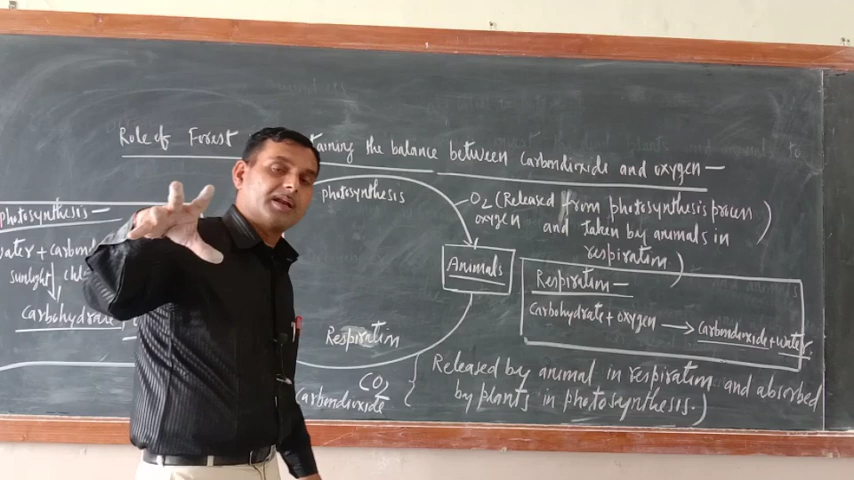 Role of Forest taining the balance between Carbondioxide and oxygen —
photosynthesis —
water + carbon
sunlight chl
Carbohydrate +
photosynthesis
O2 (Released from photosynthesis process
oxygen and taken by animals in
respiration)
Animals
Respiration —
Carbohydrate + oxygen → Carbondioxide + water.
Respiration
CO2
Carbondioxide
Released by animal in respiration and absorbed
by plants in photosynthesis.)